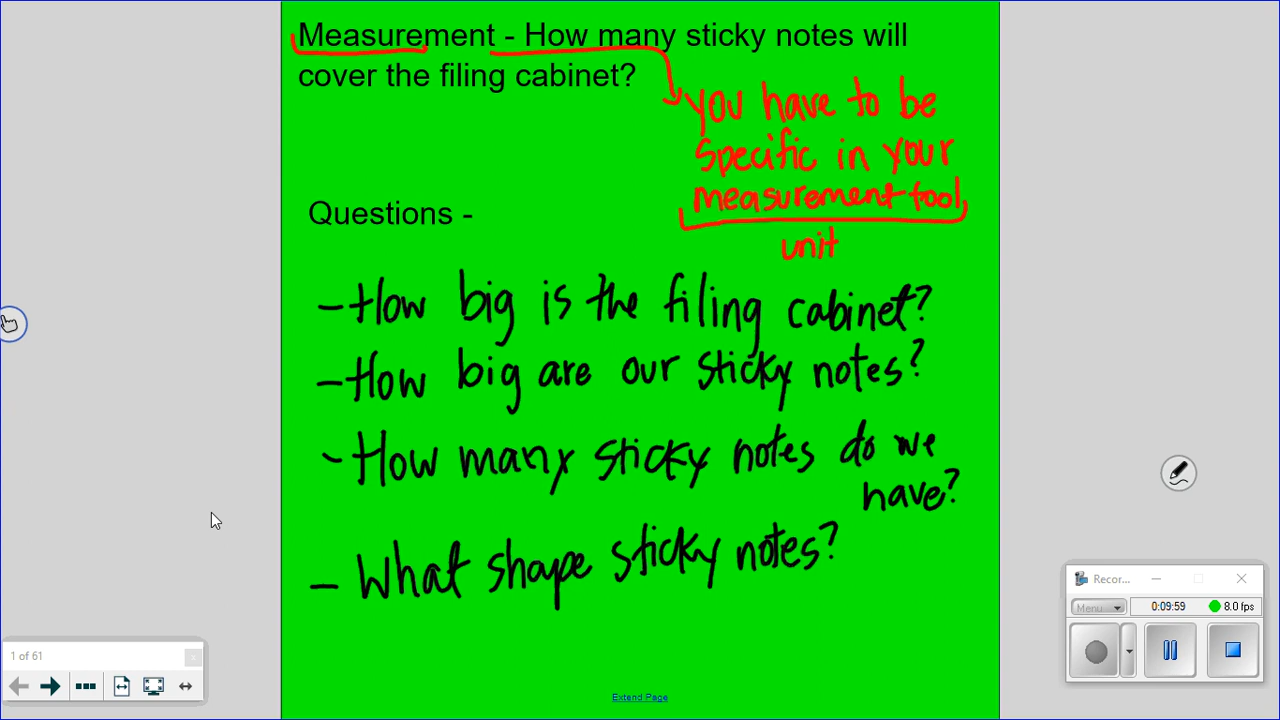 Measurement - How many sticky notes will
cover the filing cabinet?
you have to be
specific in your
measurement tool,
unit
Questions -
- How big is the filing cabinet?
- How big are our sticky notes?
- How many sticky notes do we
have?
- What shape sticky notes?
Recor...
Menu
0:09:59
8.0 fps
1 of 61
Extend Page